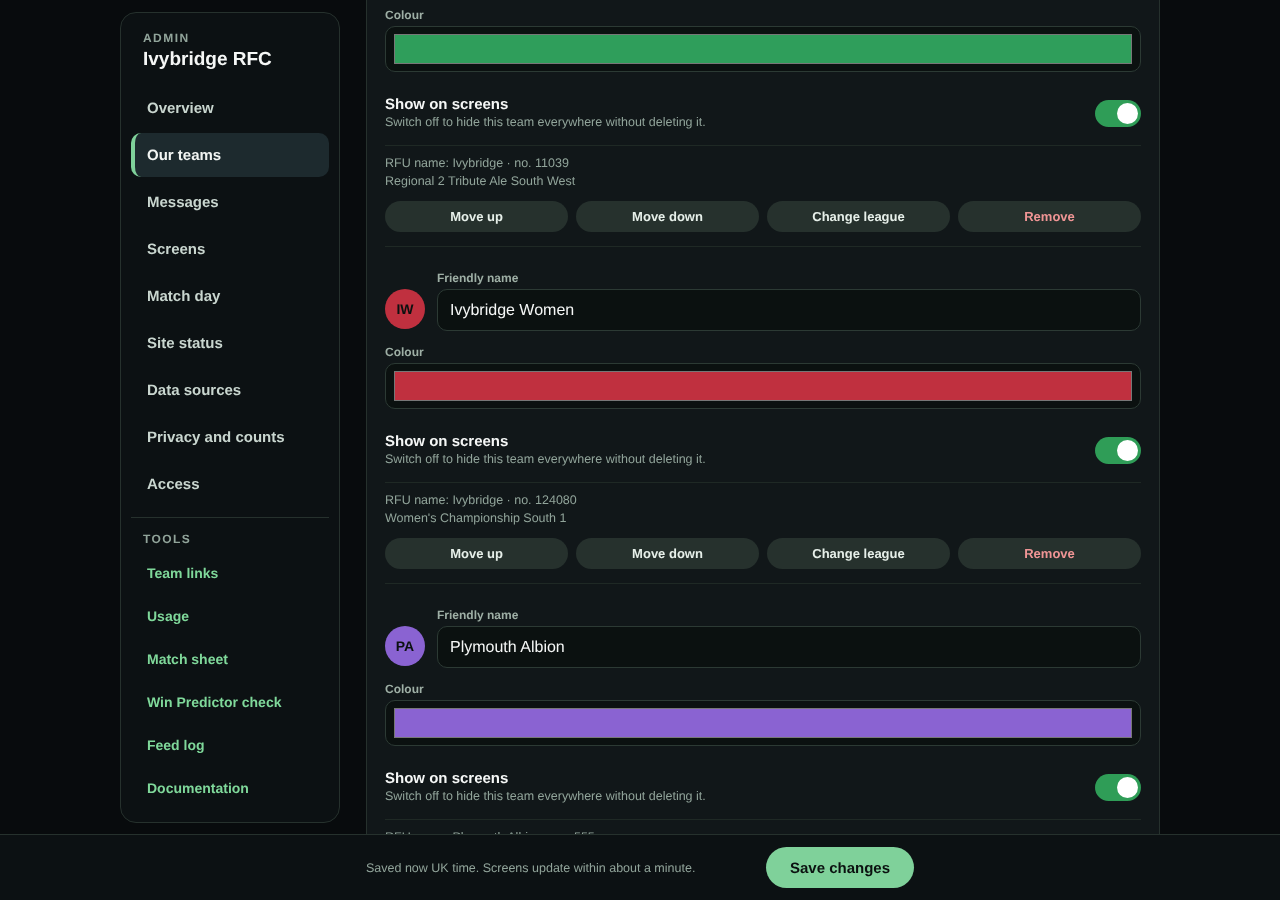 ADMIN
Ivybridge RFC
Overview
Our teams
Messages
Screens
Match day
Site status
Data sources
Privacy and counts
Access
TOOLS
Team links
Usage
Match sheet
Win Predictor check
Feed log
Documentation
Colour
Show on screens
Switch off to hide this team everywhere without deleting it.
RFU name: Ivybridge · no. 11039
Regional 2 Tribute Ale South West
Move up Move down Change league Remove
Friendly name
IW Ivybridge Women
Colour
Show on screens
Switch off to hide this team everywhere without deleting it.
RFU name: Ivybridge · no. 124080
Women's Championship South 1
Move up Move down Change league Remove
Friendly name
PA Plymouth Albion
Colour
Show on screens
Switch off to hide this team everywhere without deleting it.
Saved now UK time. Screens update within about a minute.
Save changes